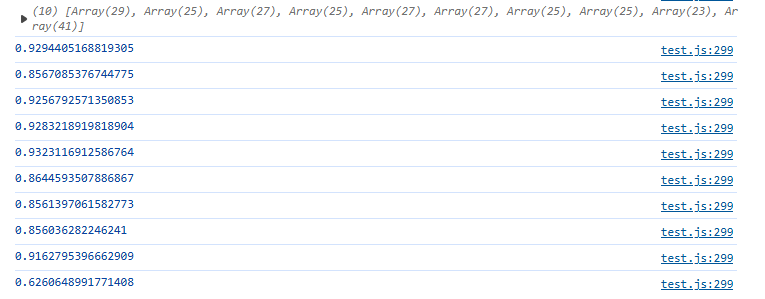 (10) [Array(29), Array(25), Array(27), Array(25), Array(27), Array(27), Array(25), Array(25), Array(23), Ar
ray(41)]
0.9294405168819305 test.js:299
0.8567085376744775 test.js:299
0.9256792571350853 test.js:299
0.9283218919818904 test.js:299
0.9323116912586764 test.js:299
0.8644593507886867 test.js:299
0.8561397061582773 test.js:299
0.856036282246241 test.js:299
0.9162795396662909 test.js:299
0.6260648991771408 test.js:299